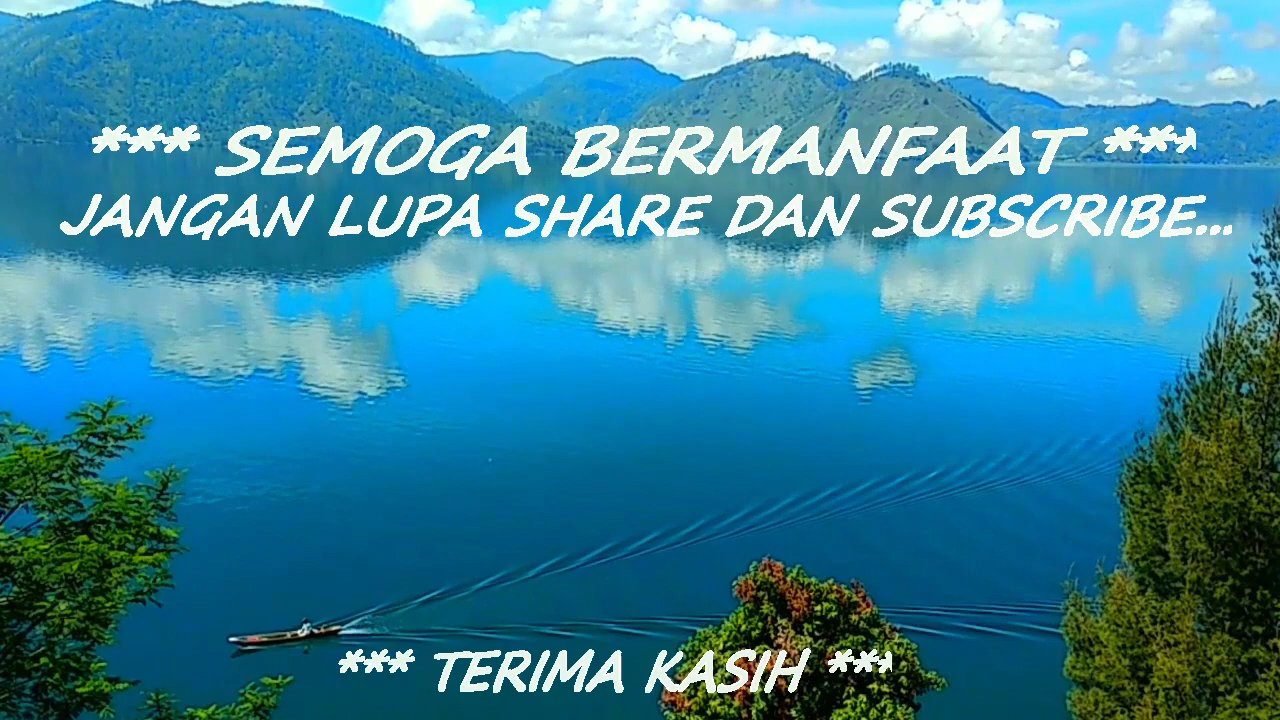 *** SEMOGA BERMANFAAT ***
JANGAN LUPA SHARE DAN SUBSCRIBE...
*** TERIMA KASIH ***